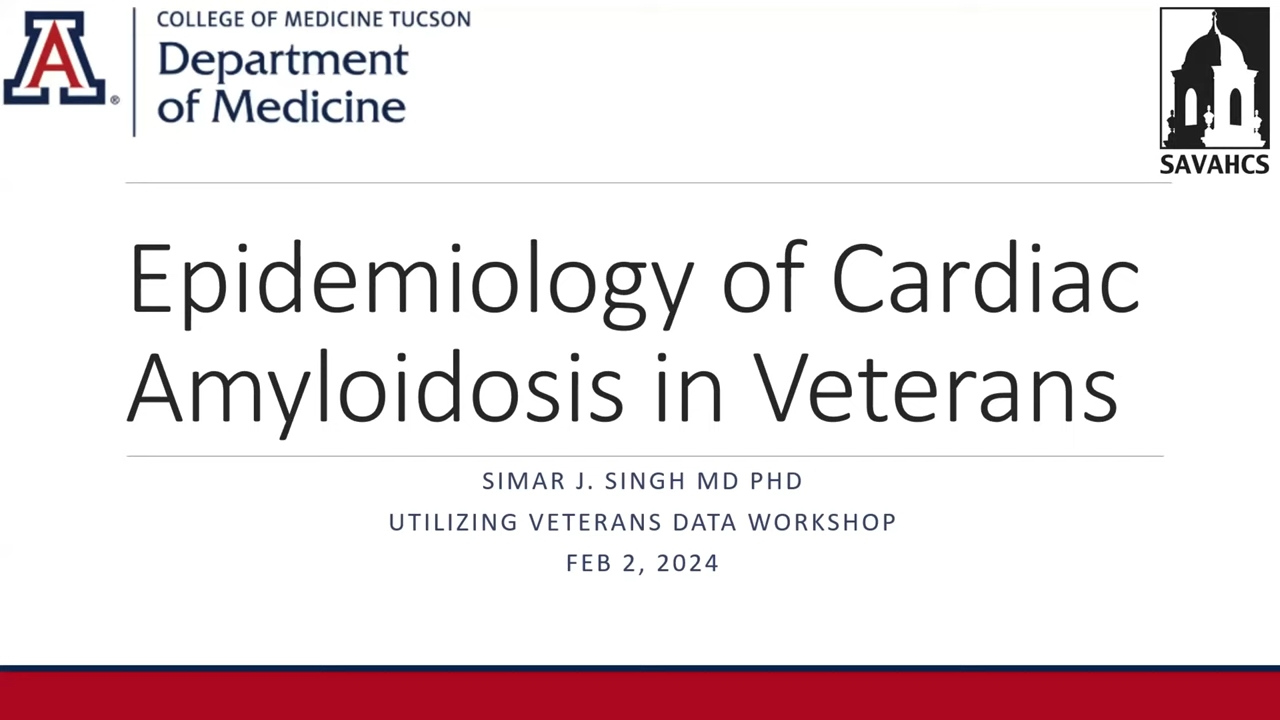 COLLEGE OF MEDICINE TUCSON
Department
of Medicine
A
®
SAVAHCS
Epidemiology of Cardiac
Amyloidosis in Veterans
SIMAR J. SINGH MD PHD
UTILIZING VETERANS DATA WORKSHOP
FEB 2, 2024